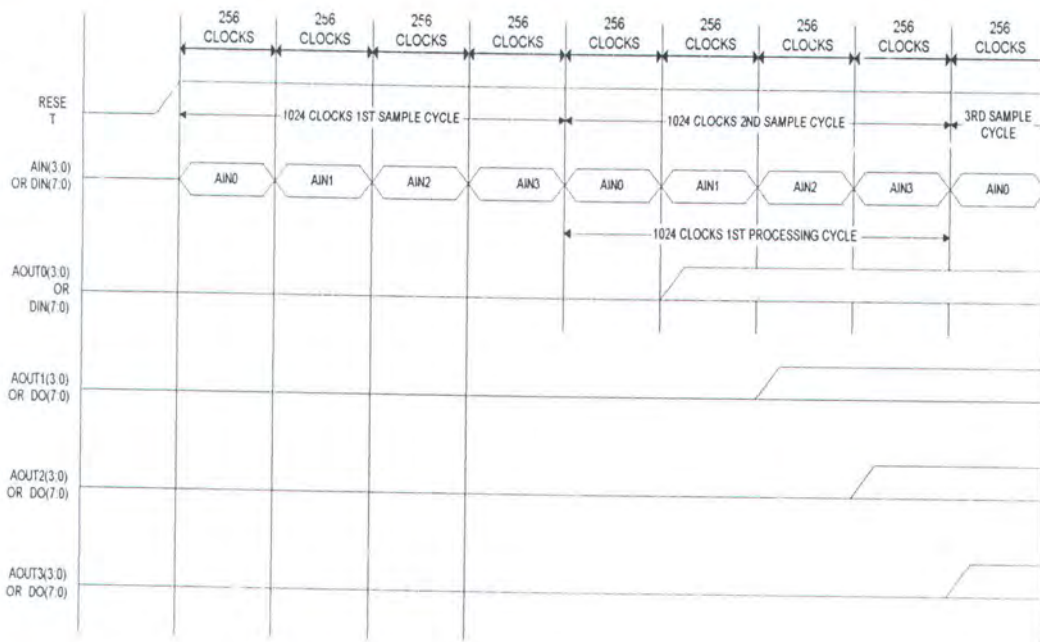 256 CLOCKS
256 CLOCKS
256 CLOCKS
256 CLOCKS
256 CLOCKS
256 CLOCKS
256 CLOCKS
256 CLOCKS
256 CLOCKS
RESE
T
1024 CLOCKS 1ST SAMPLE CYCLE
1024 CLOCKS 2ND SAMPLE CYCLE
3RD SAMPLE
CYCLE
AIN(3:0)
OR DIN(7:0)
AIN0
AIN1
AIN2
AIN3
AIN0
AIN1
AIN2
AIN3
AIN0
1024 CLOCKS 1ST PROCESSING CYCLE
AOUT0(3:0)
OR
DIN(7:0)
AOUT1(3:0)
OR DO(7:0)
AOUT2(3:0)
OR DO(7:0)
AOUT3(3:0)
OR DO(7:0)